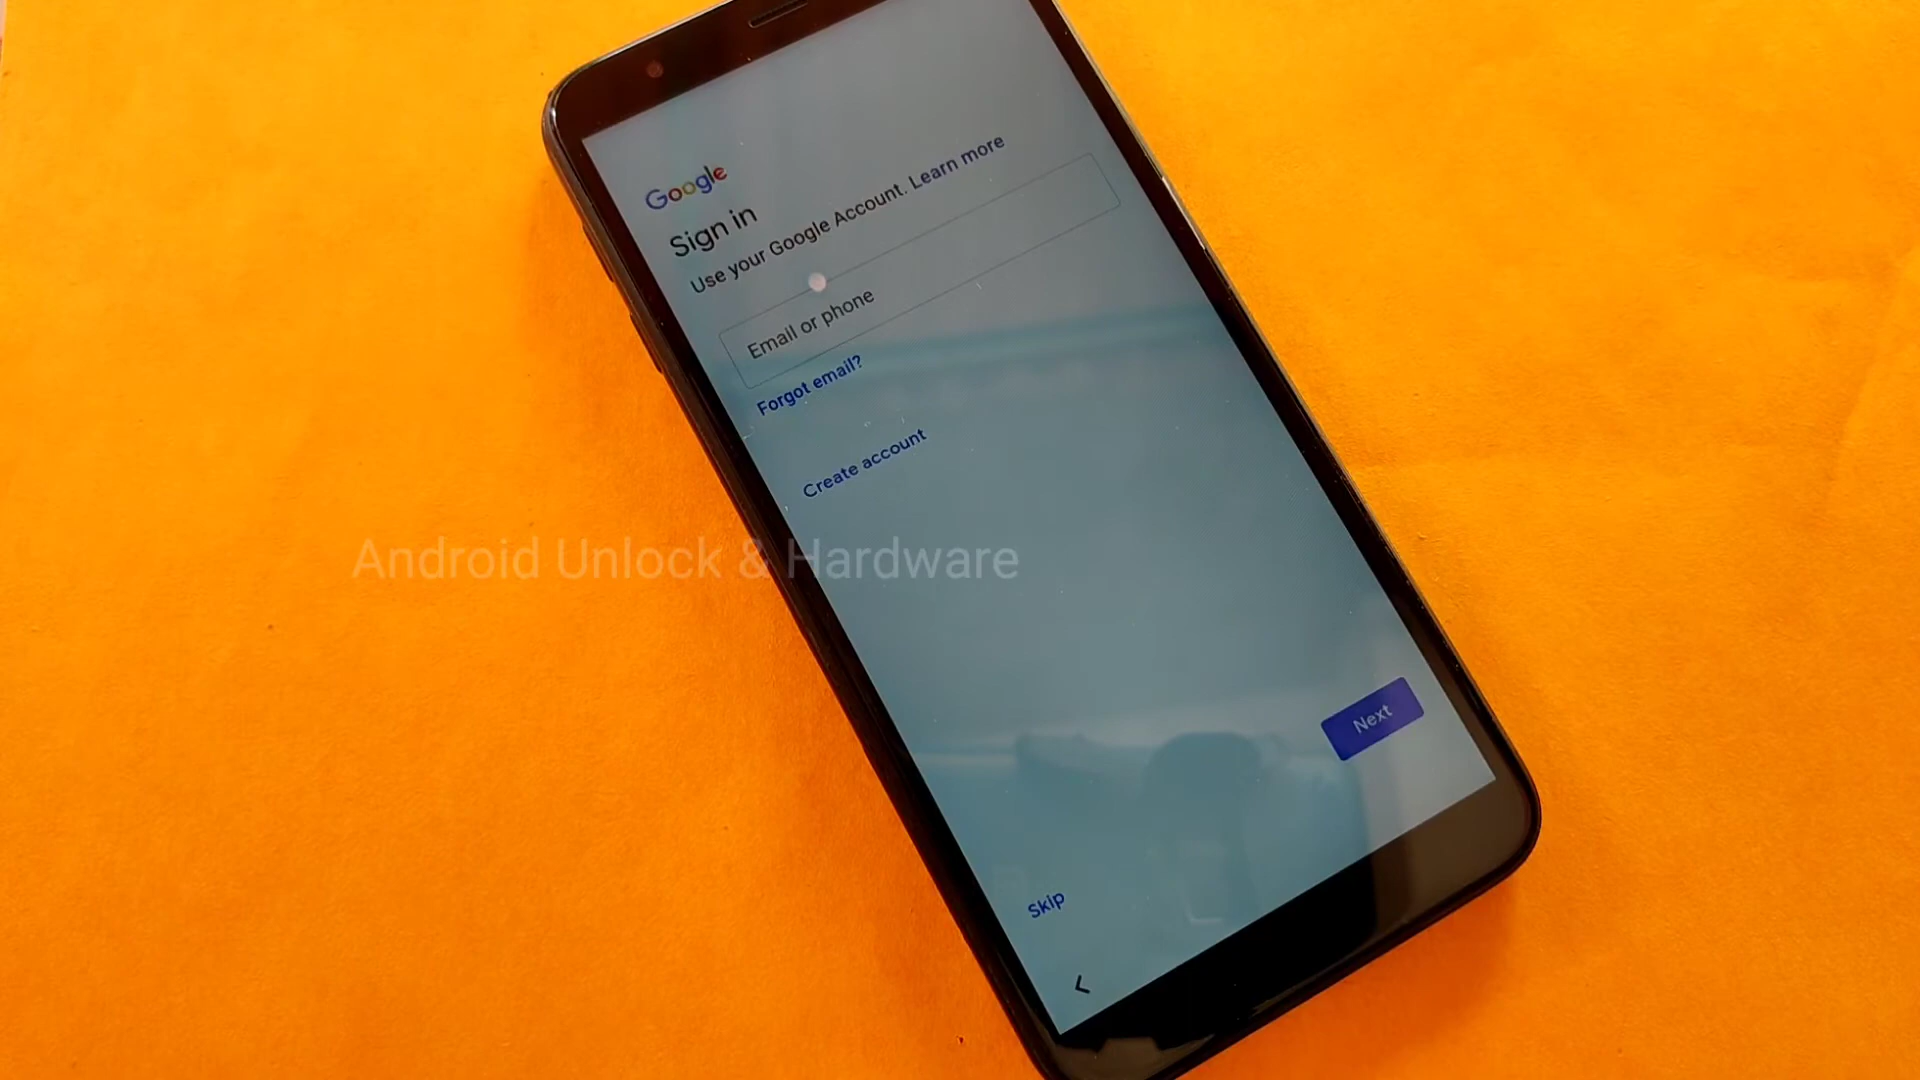 Google
Sign in
Use your Google Account. Learn more
Email or phone
Forgot email?
Create account
Android Unlock & Hardware
Next
Skip